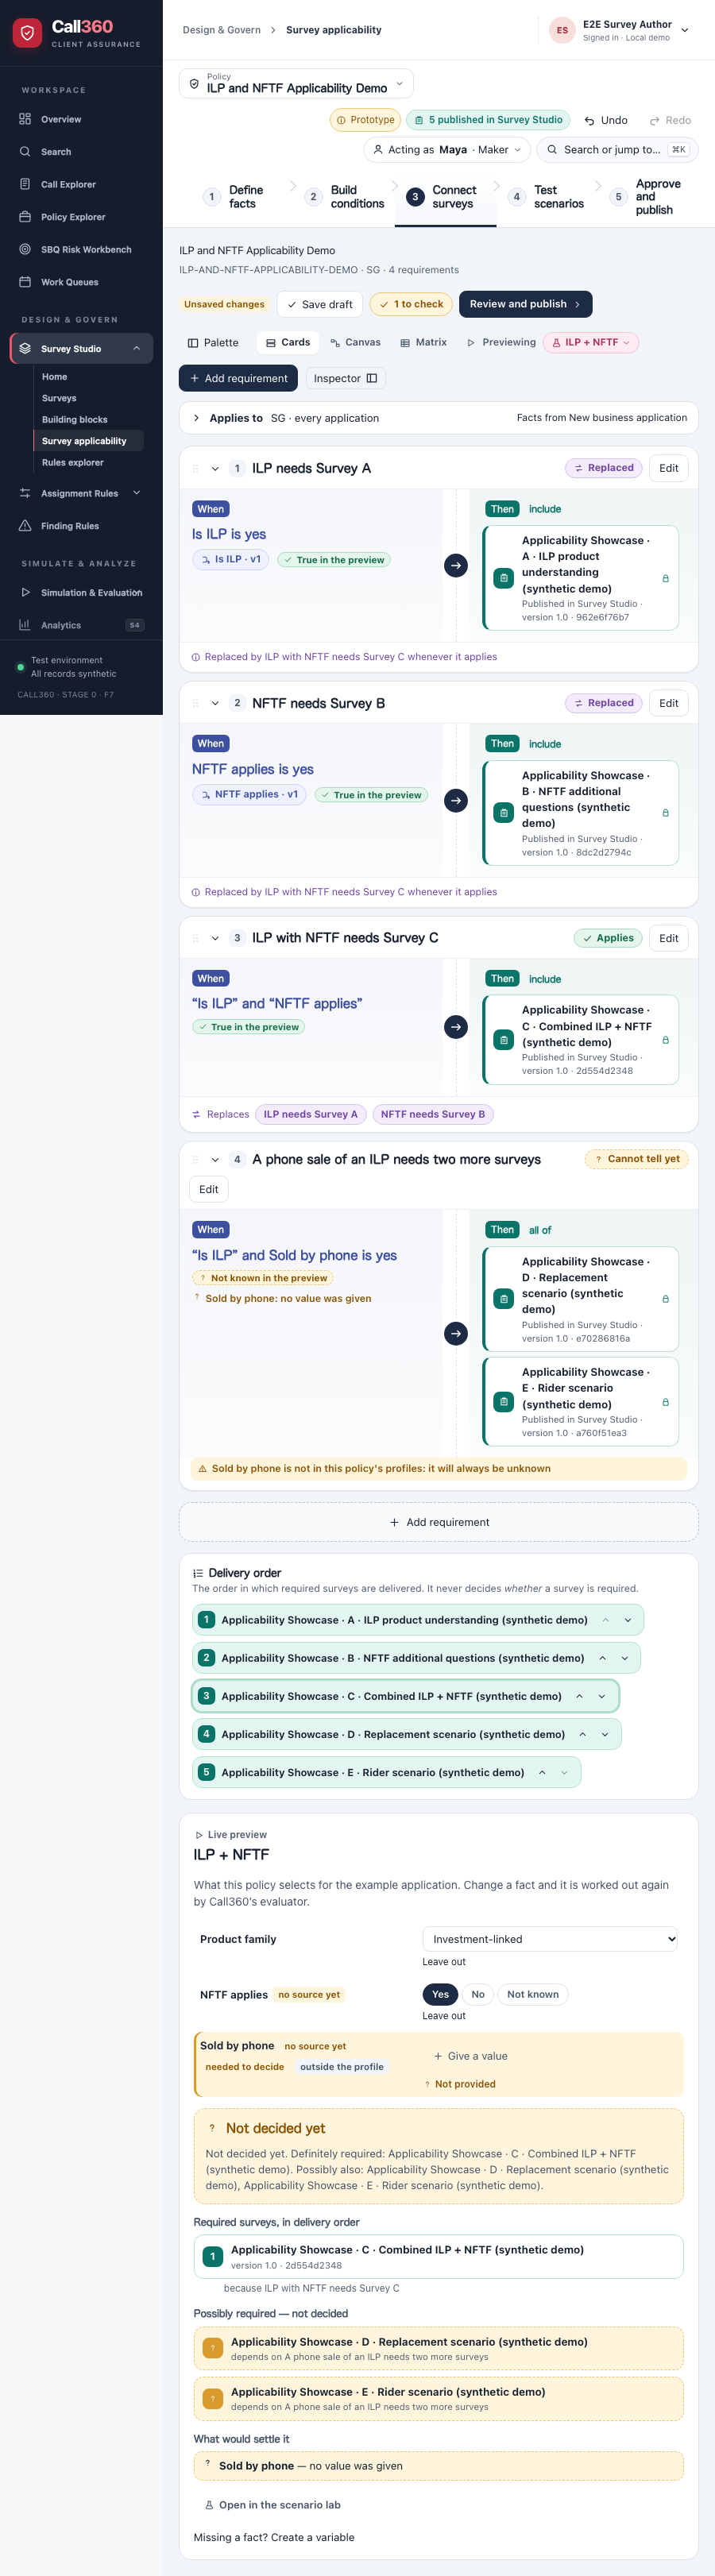 Call360
CLIENT ASSURANCE
WORKSPACE
Overview
Search
Call Explorer
Policy Explorer
SBQ Risk Workbench
Work Queues
DESIGN & GOVERN
Survey Studio
Home
Surveys
Building blocks
Survey applicability
Rules explorer
Assignment Rules
Finding Rules
SIMULATE & ANALYZE
Simulation & Evaluation
Analytics
S4
Test environment
All records synthetic
CALL360 · STAGE 0 · F7
Design & Govern
Survey applicability
ES
E2E Survey Author
Signed in · Local demo
Policy
ILP and NFTF Applicability Demo
Prototype
5 published in Survey Studio
Undo
Redo
Acting as Maya · Maker
Search or jump to...
⌘K
1
Define facts
2
Build conditions
3
Connect surveys
4
Test scenarios
5
Approve and publish
ILP and NFTF Applicability Demo
ILP-AND-NFTF-APPLICABILITY-DEMO · SG · 4 requirements
Unsaved changes
Save draft
1 to check
Review and publish
Palette
Cards
Canvas
Matrix
Previewing
ILP + NFTF
Add requirement
Inspector
Applies to SG · every application
Facts from New business application
1
ILP needs Survey A
Replaced
Edit
When
Is ILP is yes
Is ILP · v1
True in the preview
Then include
Applicability Showcase ·
A · ILP product
understanding
(synthetic demo)
Published in Survey Studio ·
version 1.0 · 962e6f76b7
Replaced by ILP with NFTF needs Survey C whenever it applies
2
NFTF needs Survey B
Replaced
Edit
When
NFTF applies is yes
NFTF applies · v1
True in the preview
Then include
Applicability Showcase ·
B · NFTF additional
questions (synthetic
demo)
Published in Survey Studio ·
version 1.0 · 8dc2d2794c
Replaced by ILP with NFTF needs Survey C whenever it applies
3
ILP with NFTF needs Survey C
Applies
Edit
When
“Is ILP” and “NFTF applies”
True in the preview
Then include
Applicability Showcase ·
C · Combined ILP + NFTF
(synthetic demo)
Published in Survey Studio ·
version 1.0 · 2d554d2348
Replaces
ILP needs Survey A
NFTF needs Survey B
4
A phone sale of an ILP needs two more surveys
? Cannot tell yet
Edit
When
“Is ILP” and Sold by phone is yes
? Not known in the preview
? Sold by phone: no value was given
Then all of
Applicability Showcase ·
D · Replacement
scenario (synthetic
demo)
Published in Survey Studio ·
version 1.0 · e70286816a
Applicability Showcase ·
E · Rider scenario
(synthetic demo)
Published in Survey Studio ·
version 1.0 · a760f51ea3
Sold by phone is not in this policy's profiles: it will always be unknown
Add requirement
Delivery order
The order in which required surveys are delivered. It never decides whether a survey is required.
1 Applicability Showcase · A · ILP product understanding (synthetic demo)
2 Applicability Showcase · B · NFTF additional questions (synthetic demo)
3 Applicability Showcase · C · Combined ILP + NFTF (synthetic demo)
4 Applicability Showcase · D · Replacement scenario (synthetic demo)
5 Applicability Showcase · E · Rider scenario (synthetic demo)
Live preview
ILP + NFTF
What this policy selects for the example application. Change a fact and it is worked out again
by Call360's evaluator.
Product family
Investment-linked
Leave out
NFTF applies
no source yet
Yes
No
Not known
Leave out
Sold by phone
no source yet
needed to decide
outside the profile
Give a value
? Not provided
? Not decided yet
Not decided yet. Definitely required: Applicability Showcase · C · Combined ILP + NFTF
(synthetic demo). Possibly also: Applicability Showcase · D · Replacement scenario (synthetic
demo), Applicability Showcase · E · Rider scenario (synthetic demo).
Required surveys, in delivery order
1
Applicability Showcase · C · Combined ILP + NFTF (synthetic demo)
version 1.0 · 2d554d2348
because ILP with NFTF needs Survey C
Possibly required — not decided
?
Applicability Showcase · D · Replacement scenario (synthetic demo)
depends on A phone sale of an ILP needs two more surveys
?
Applicability Showcase · E · Rider scenario (synthetic demo)
depends on A phone sale of an ILP needs two more surveys
What would settle it
? Sold by phone — no value was given
Open in the scenario lab
Missing a fact? Create a variable